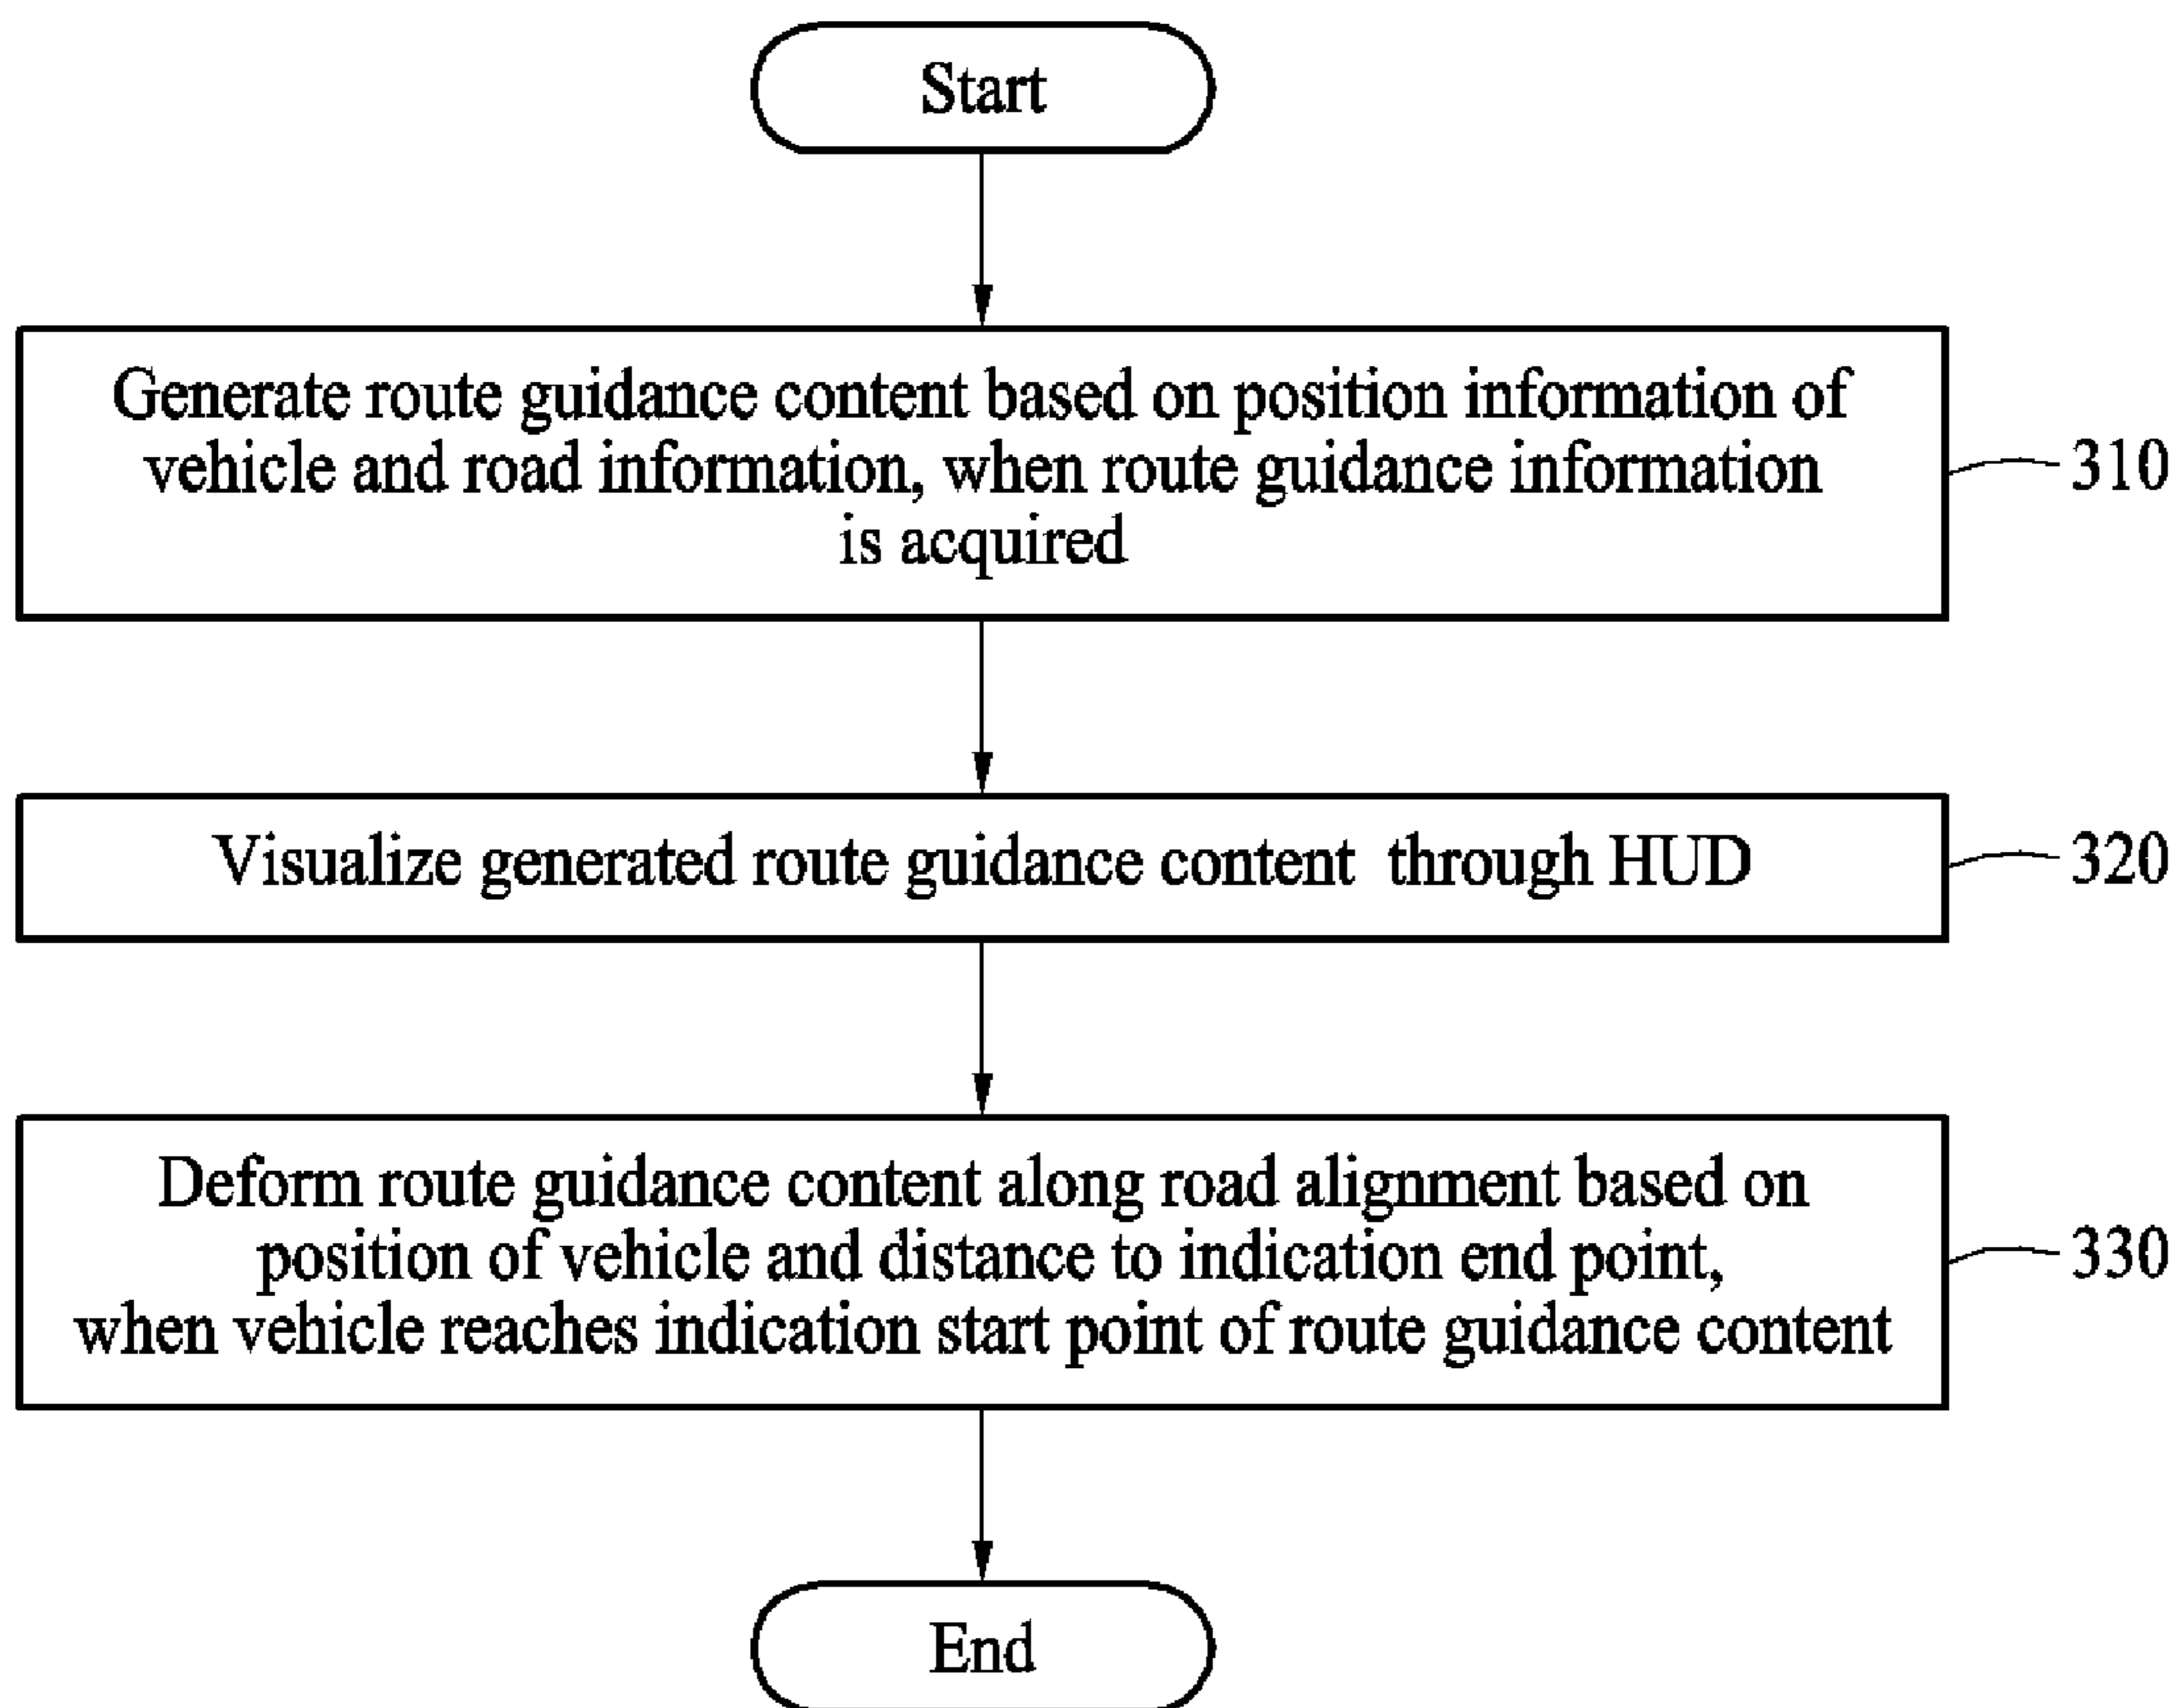 Start
Generate route guidance content based on position information of
vehicle and road information, when route guidance information
is acquired
310
Visualize generated route guidance content through HUD
320
Deform route guidance content along road alignment based on
position of vehicle and distance to indication end point,
when vehicle reaches indication start point of route guidance content
330
End